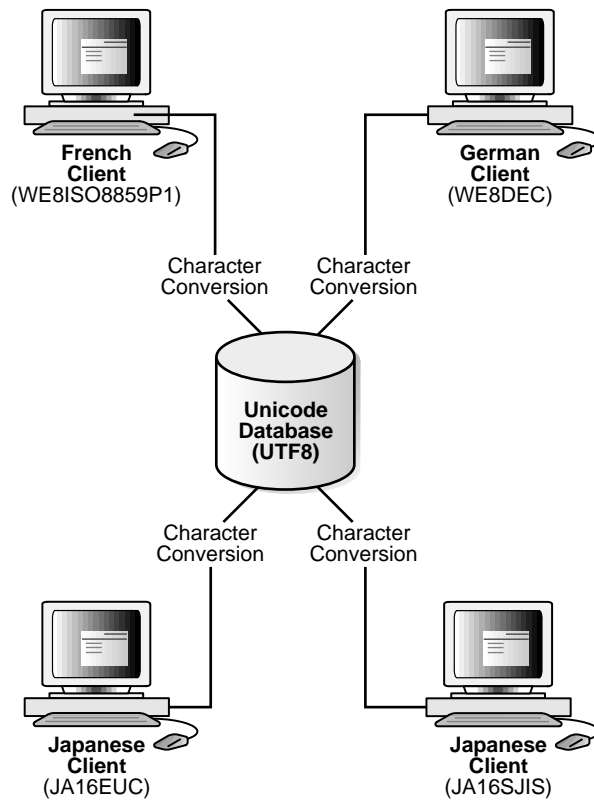 French
Client
(WE8ISO8859P1)
German
Client
(WE8DEC)
Character
Conversion
Character
Conversion
Unicode
Database
(UTF8)
Character
Conversion
Character
Conversion
Japanese
Client
(JA16EUC)
Japanese
Client
(JA16SJIS)